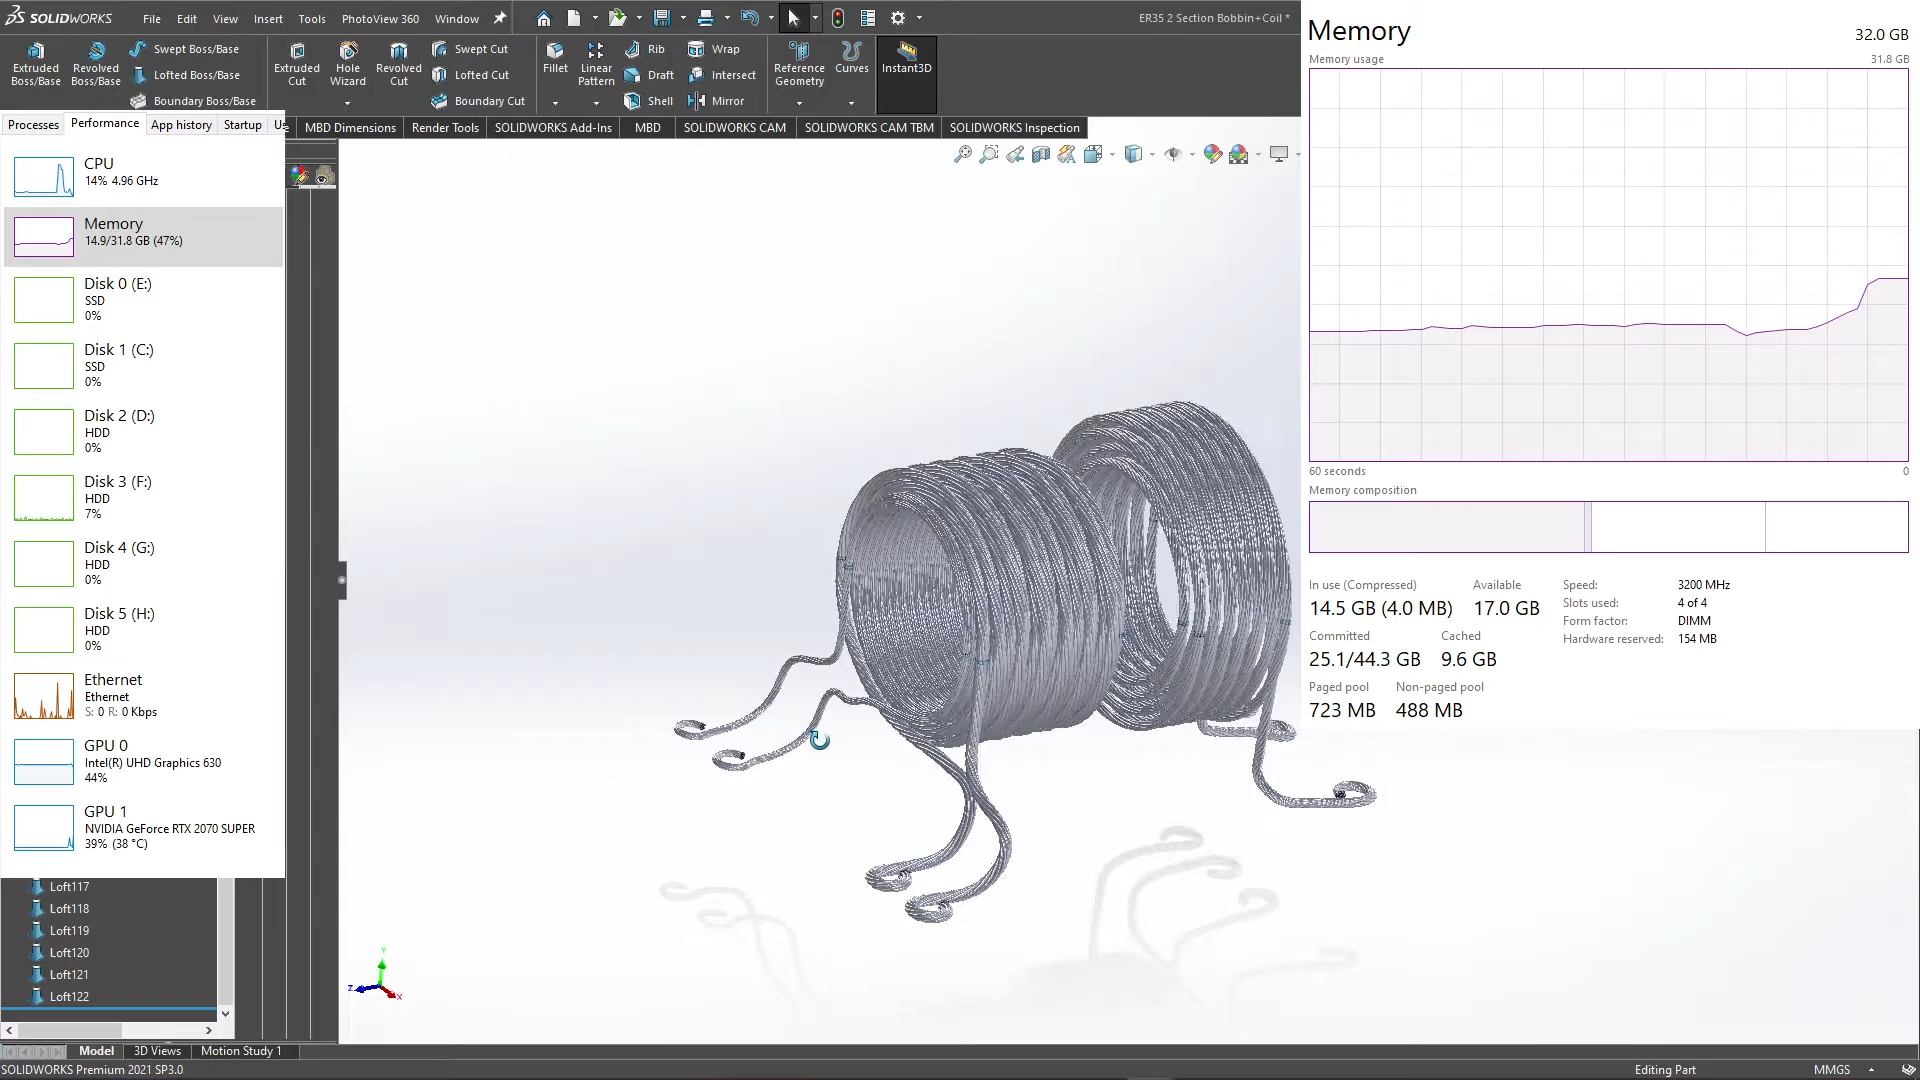 SOLIDWORKS File Edit View Insert Tools PhotoView 360 Window ER35 2 Section Bobbin+Coil *
Extruded Boss/Base
Revolved Boss/Base
Swept Boss/Base
Lofted Boss/Base
Boundary Boss/Base
Extruded Cut
Hole Wizard
Revolved Cut
Swept Cut
Lofted Cut
Boundary Cut
Fillet
Linear Pattern
Rib
Draft
Shell
Wrap
Intersect
Mirror
Reference Geometry
Curves
Instant3D
MBD Dimensions Render Tools SOLIDWORKS Add-Ins MBD SOLIDWORKS CAM SOLIDWORKS CAM TBM SOLIDWORKS Inspection
Processes Performance App history Startup
CPU
14% 4.96 GHz
Memory
14.9/31.8 GB (47%)
Disk 0 (E:)
SSD
0%
Disk 1 (C:)
SSD
0%
Disk 2 (D:)
HDD
0%
Disk 3 (F:)
HDD
7%
Disk 4 (G:)
HDD
0%
Disk 5 (H:)
HDD
0%
Ethernet
Ethernet
S: 0 R: 0 Kbps
GPU 0
Intel(R) UHD Graphics 630
44%
GPU 1
NVIDIA GeForce RTX 2070 SUPER
39% (38 °C)
Loft117
Loft118
Loft119
Loft120
Loft121
Loft122
Memory 32.0 GB
Memory usage 31.8 GB
60 seconds 0
Memory composition
In use (Compressed) Available
14.5 GB (4.0 MB) 17.0 GB
Committed Cached
25.1/44.3 GB 9.6 GB
Paged pool Non-paged pool
723 MB 488 MB
Speed: 3200 MHz
Slots used: 4 of 4
Form factor: DIMM
Hardware reserved: 154 MB
Y
Z
X
Model 3D Views Motion Study 1
SOLIDWORKS Premium 2021 SP3.0 Editing Part MMGS